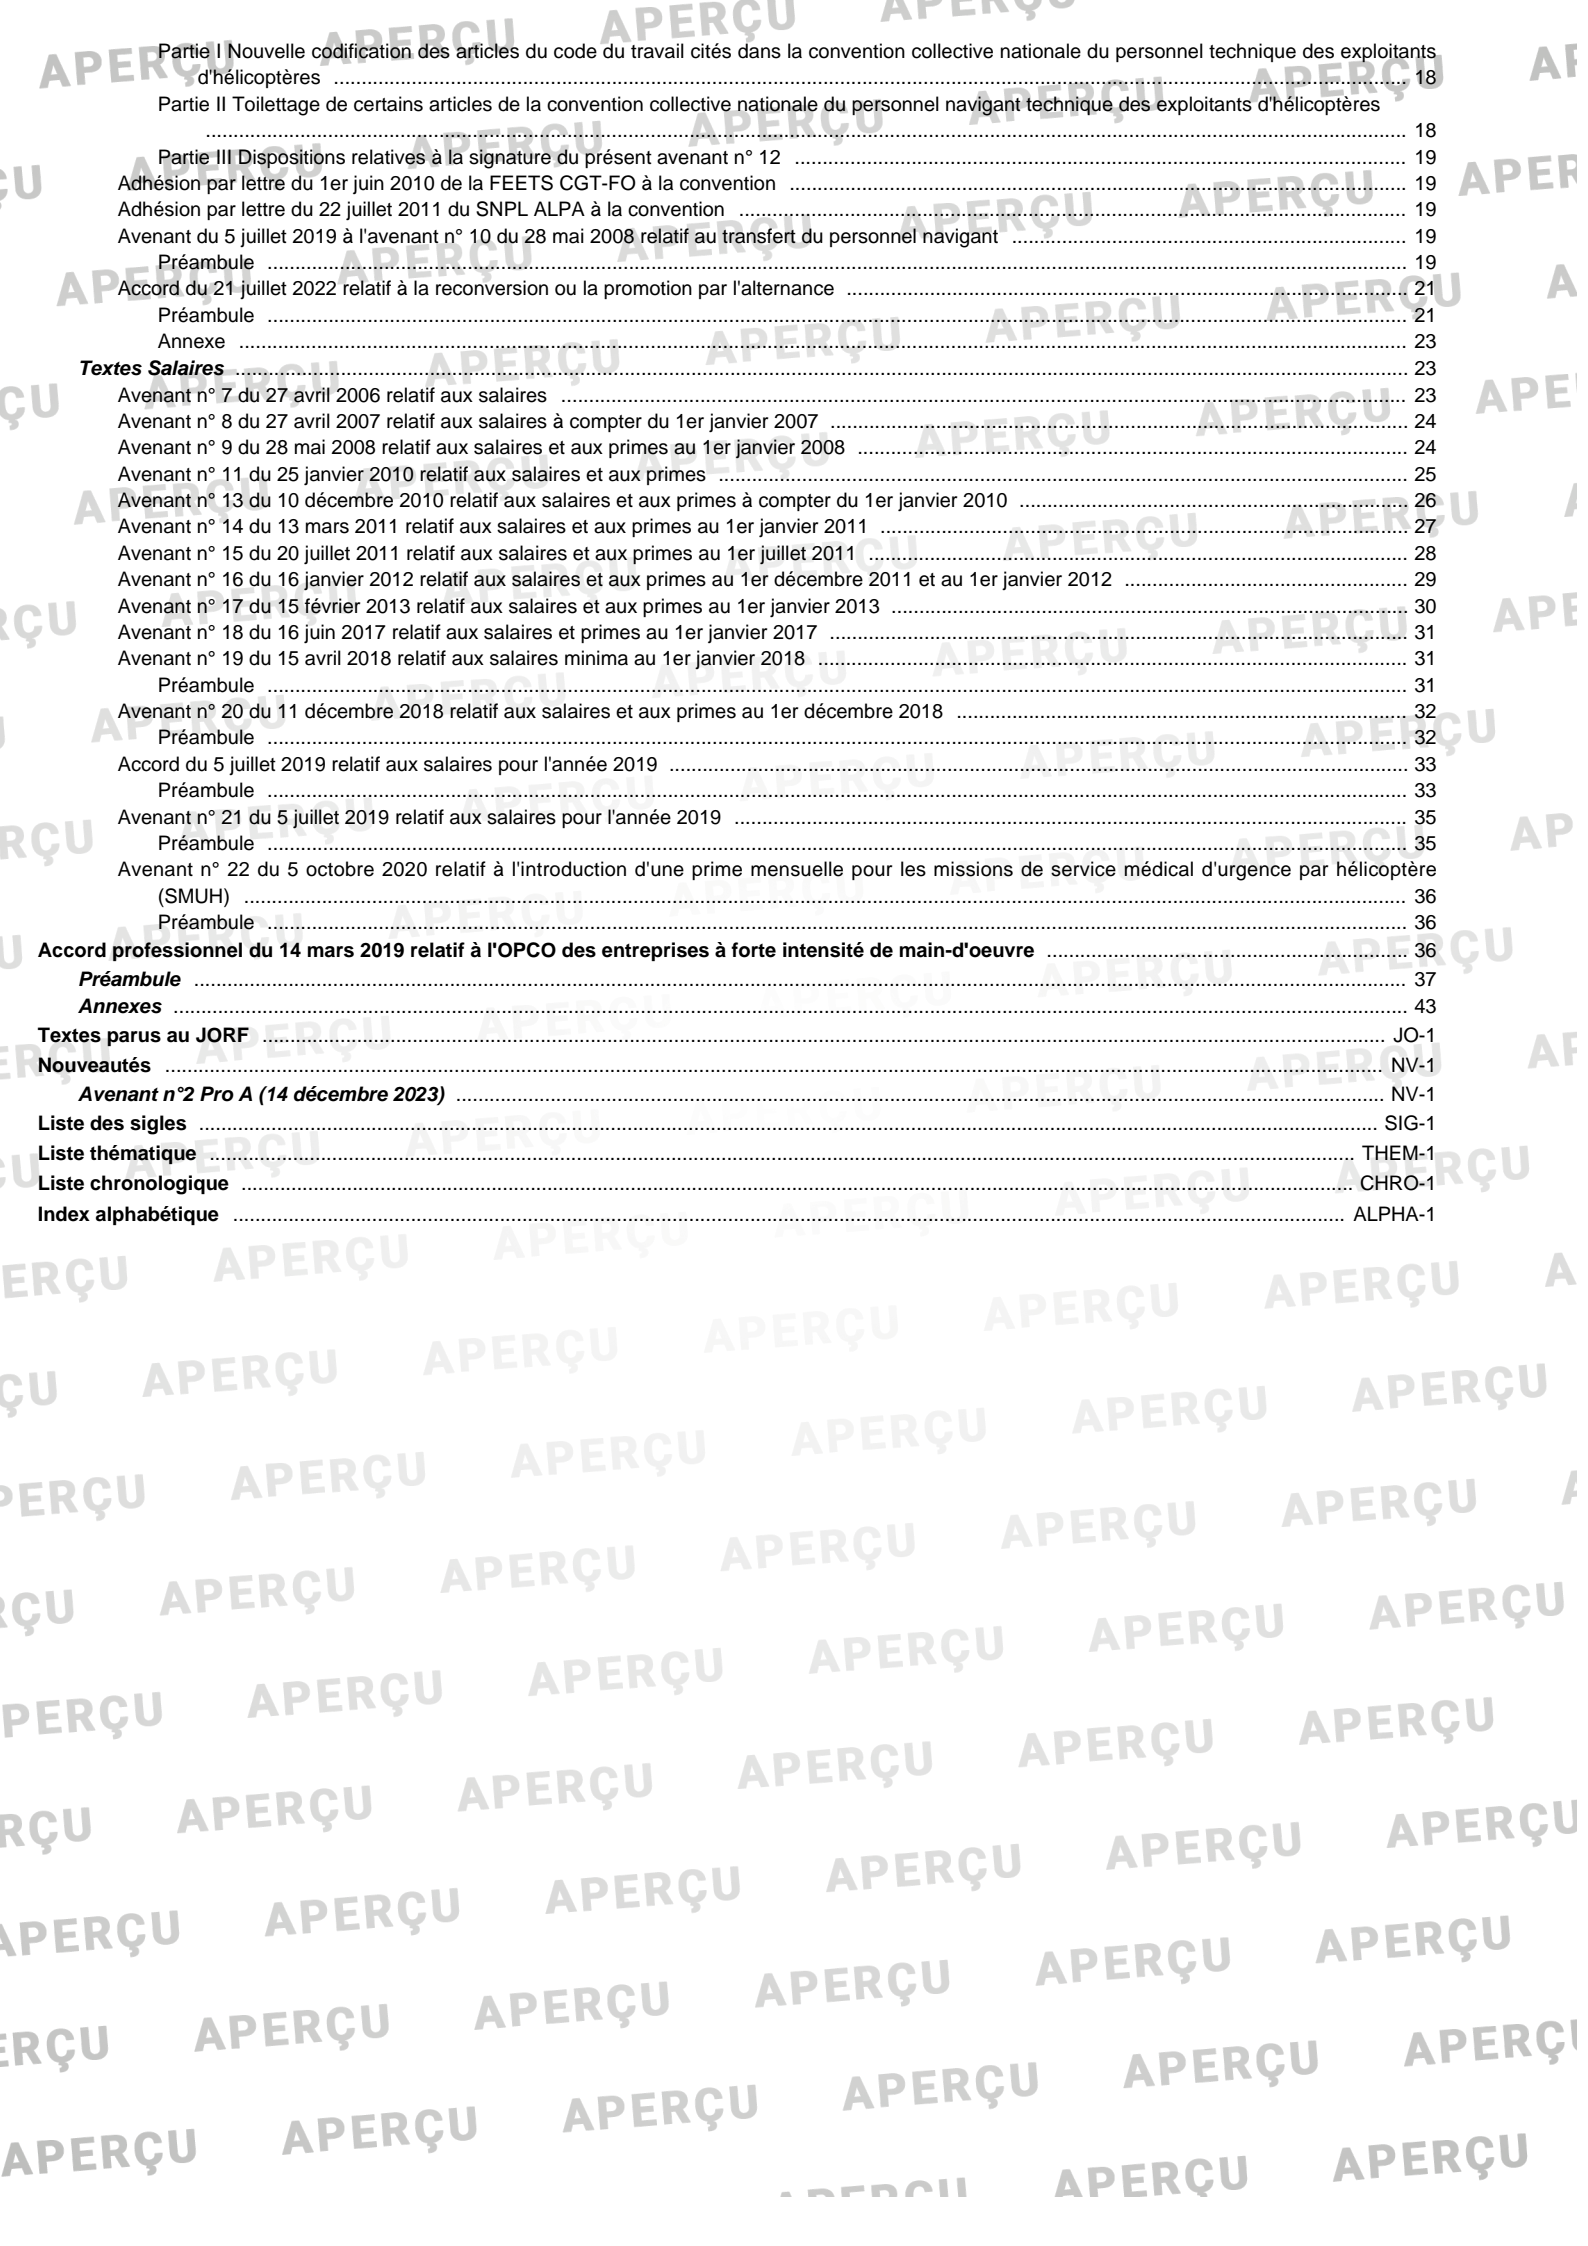 Partie I Nouvelle codification des articles du code du travail cités dans la convention collective nationale du personnel technique des exploitants
d'hélicoptères ........ 18
Partie II Toilettage de certains articles de la convention collective nationale du personnel navigant technique des exploitants d'hélicoptères
........ 18
Partie III Dispositions relatives à la signature du présent avenant n° 12 ........ 19
Adhésion par lettre du 1er juin 2010 de la FEETS CGT-FO à la convention ........ 19
Adhésion par lettre du 22 juillet 2011 du SNPL ALPA à la convention ........ 19
Avenant du 5 juillet 2019 à l'avenant n° 10 du 28 mai 2008 relatif au transfert du personnel navigant ........ 19
Préambule ........ 19
Accord du 21 juillet 2022 relatif à la reconversion ou la promotion par l'alternance ........ 21
Préambule ........ 21
Annexe ........ 23
Textes Salaires ........ 23
Avenant n° 7 du 27 avril 2006 relatif aux salaires ........ 23
Avenant n° 8 du 27 avril 2007 relatif aux salaires à compter du 1er janvier 2007 ........ 24
Avenant n° 9 du 28 mai 2008 relatif aux salaires et aux primes au 1er janvier 2008 ........ 24
Avenant n° 11 du 25 janvier 2010 relatif aux salaires et aux primes ........ 25
Avenant n° 13 du 10 décembre 2010 relatif aux salaires et aux primes à compter du 1er janvier 2010 ........ 26
Avenant n° 14 du 13 mars 2011 relatif aux salaires et aux primes au 1er janvier 2011 ........ 27
Avenant n° 15 du 20 juillet 2011 relatif aux salaires et aux primes au 1er juillet 2011 ........ 28
Avenant n° 16 du 16 janvier 2012 relatif aux salaires et aux primes au 1er décembre 2011 et au 1er janvier 2012 ........ 29
Avenant n° 17 du 15 février 2013 relatif aux salaires et aux primes au 1er janvier 2013 ........ 30
Avenant n° 18 du 16 juin 2017 relatif aux salaires et primes au 1er janvier 2017 ........ 31
Avenant n° 19 du 15 avril 2018 relatif aux salaires minima au 1er janvier 2018 ........ 31
Préambule ........ 31
Avenant n° 20 du 11 décembre 2018 relatif aux salaires et aux primes au 1er décembre 2018 ........ 32
Préambule ........ 32
Accord du 5 juillet 2019 relatif aux salaires pour l'année 2019 ........ 33
Préambule ........ 33
Avenant n° 21 du 5 juillet 2019 relatif aux salaires pour l'année 2019 ........ 35
Préambule ........ 35
Avenant n° 22 du 5 octobre 2020 relatif à l'introduction d'une prime mensuelle pour les missions de service médical d'urgence par hélicoptère
(SMUH) ........ 36
Préambule ........ 36
Accord professionnel du 14 mars 2019 relatif à l'OPCO des entreprises à forte intensité de main-d'oeuvre ........ 36
Préambule ........ 37
Annexes ........ 43
Textes parus au JORF ........ JO-1
Nouveautés ........ NV-1
Avenant n°2 Pro A (14 décembre 2023) ........ NV-1
Liste des sigles ........ SIG-1
Liste thématique ........ THEM-1
Liste chronologique ........ CHRO-1
Index alphabétique ........ ALPHA-1
APERÇU